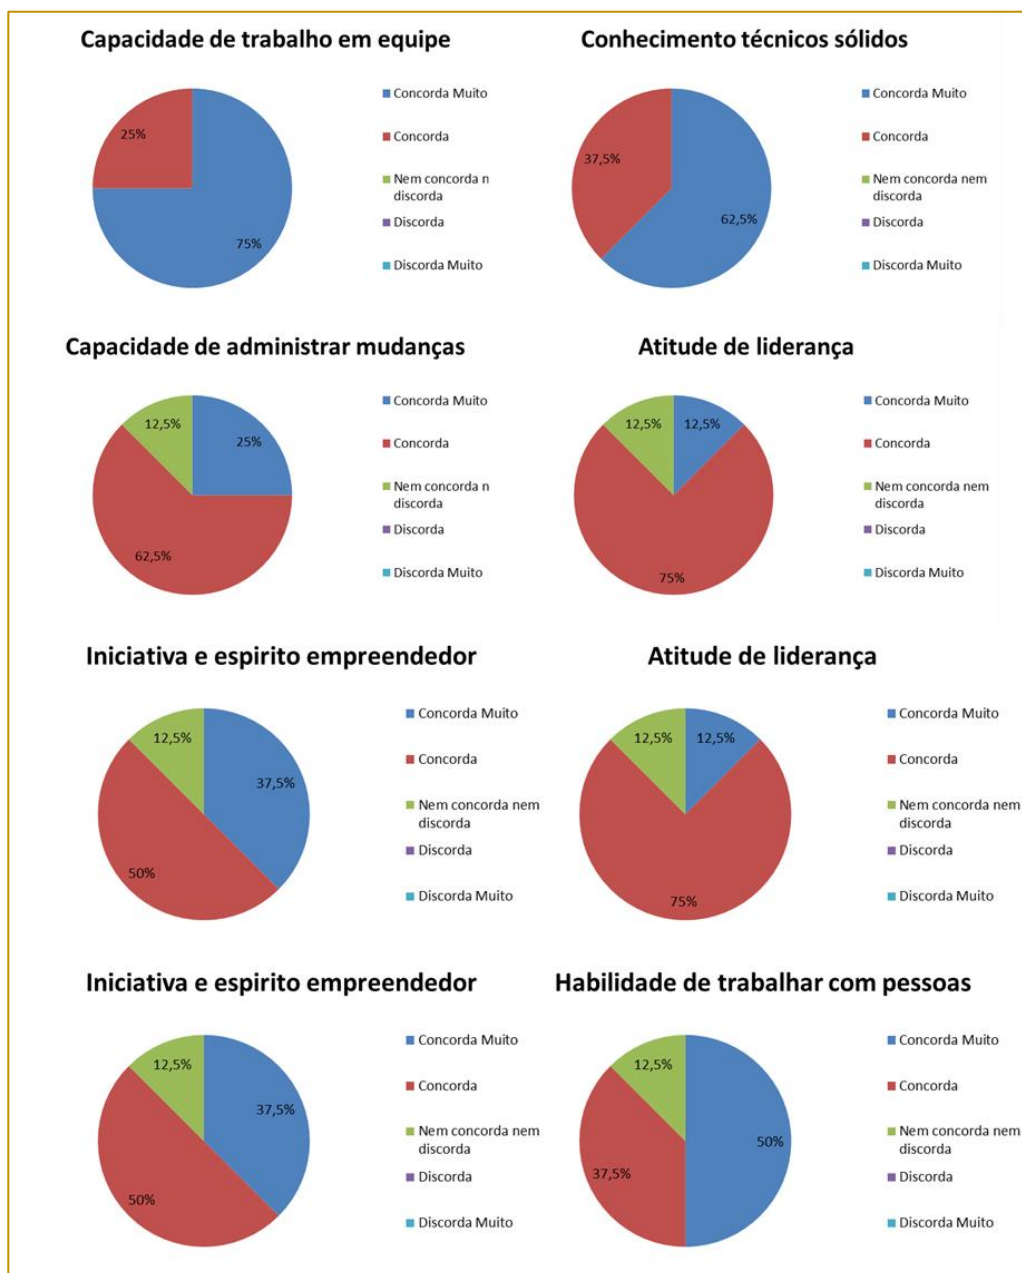 Capacidade de trabalho em equipe
25%
75%
Concorda Muito
Concorda
Nem concorda n
discorda
Discorda
Discorda Muito
Conhecimento técnicos sólidos
37,5%
62,5%
Concorda Muito
Concorda
Nem concorda nem
discorda
Discorda
Discorda Muito
Capacidade de administrar mudanças
12,5%
25%
62,5%
Concorda Muito
Concorda
Nem concorda n
discorda
Discorda
Discorda Muito
Atitude de liderança
12,5%
12,5%
75%
Concorda Muito
Concorda
Nem concorda nem
discorda
Discorda
Discorda Muito
Iniciativa e espirito empreendedor
12,5%
37,5%
50%
Concorda Muito
Concorda
Nem concorda nem
discorda
Discorda
Discorda Muito
Atitude de liderança
12,5%
12,5%
75%
Concorda Muito
Concorda
Nem concorda nem
discorda
Discorda
Discorda Muito
Iniciativa e espirito empreendedor
12,5%
37,5%
50%
Concorda Muito
Concorda
Nem concorda nem
discorda
Discorda
Discorda Muito
Habilidade de trabalhar com pessoas
12,5%
50%
37,5%
Concorda Muito
Concorda
Nem concorda nem
discorda
Discorda
Discorda Muito